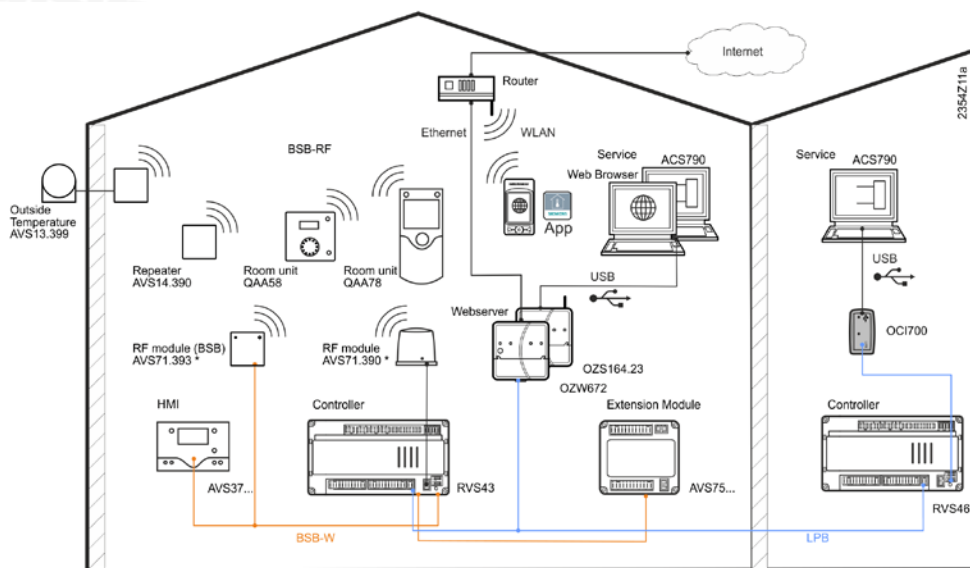 Internet
2354Z11a
Router
Ethernet
WLAN
BSB-RF
Service
ACS790
Web Browser
Service
ACS790
Outside
Temperature
AVS13.399
App
Repeater
AVS14.390
Room unit
QAA58
Room unit
QAA78
USB
USB
Webserver
OCI700
RF module (BSB)
AVS71.393 *
RF module
AVS71.390 *
OZS164.23
OZW672
HMI
Controller
Extension Module
Controller
AVS37...
RVS43
AVS75...
RVS46
BSB-W
LPB